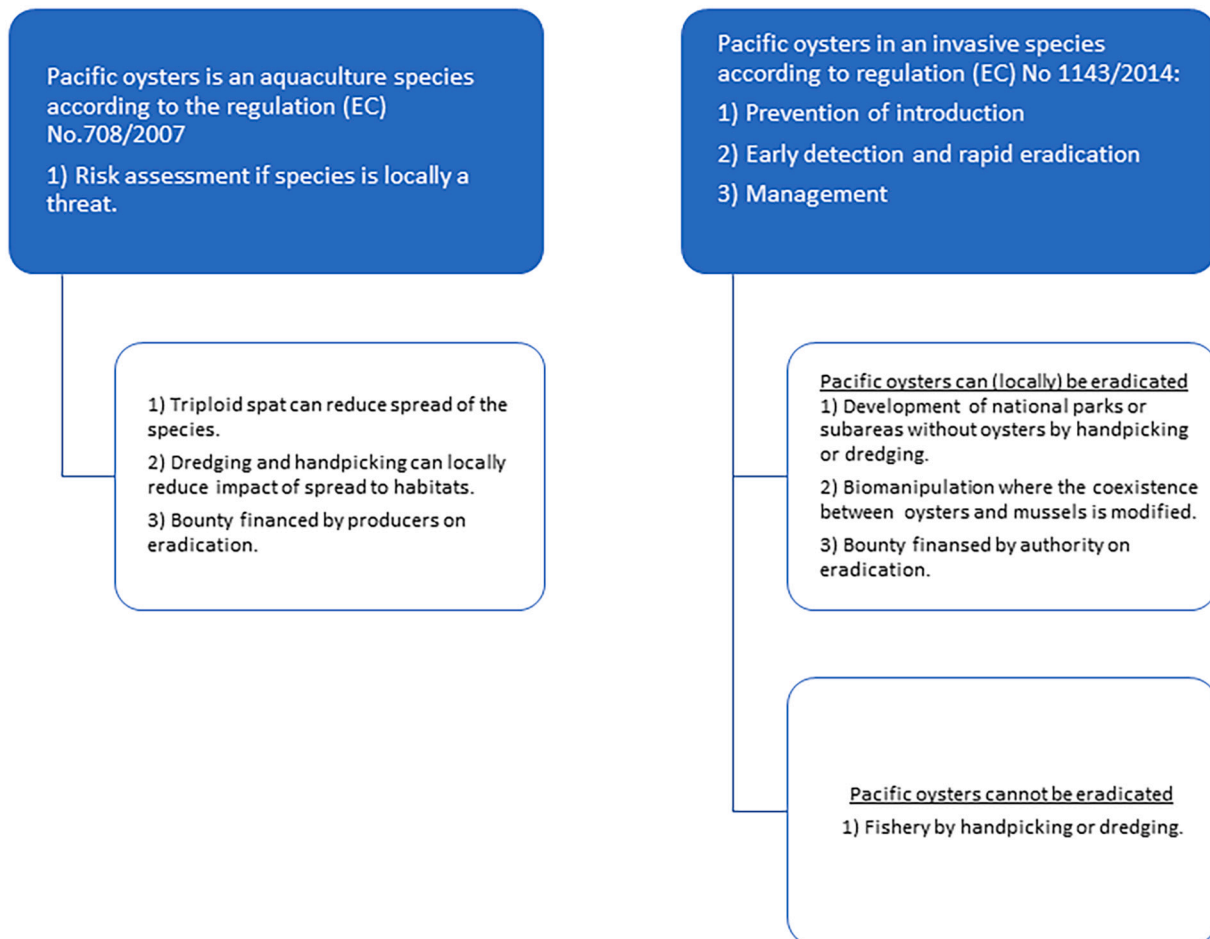 Pacific oysters is an aquaculture species
according to the regulation (EC)
No.708/2007
1) Risk assessment if species is locally a
threat.
Pacific oysters in an invasive species
according to regulation (EC) No 1143/2014:
1) Prevention of introduction
2) Early detection and rapid eradication
3) Management
1) Triploid spat can reduce spread of the
species.
2) Dredging and handpicking can locally
reduce impact of spread to habitats.
3) Bounty financed by producers on
eradication.
Pacific oysters can (locally) be eradicated
1) Development of national parks or
subareas without oysters by handpicking
or dredging.
2) Biomanipulation where the coexistence
between oysters and mussels is modified.
3) Bounty finansed by authority on
eradication.
Pacific oysters cannot be eradicated
1) Fishery by handpicking or dredging.